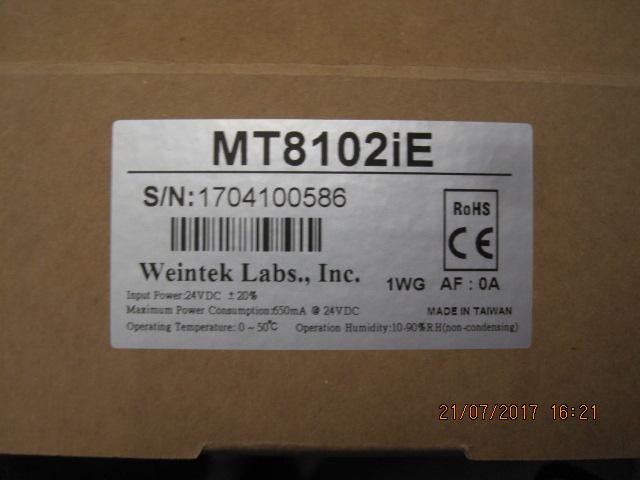 MT8102iE
S/N:1704100586
RoHS
CE
Weintek Labs., Inc.
1WG AF : 0A
Input Power:24VDC ±20%
Maximum Power Consumption:650mA @ 24VDC
MADE IN TAIWAN
Operating Temperature: 0 ~ 50℃ Operation Humidity:10-90%RH(non-condensing)
21/07/2017 16:21